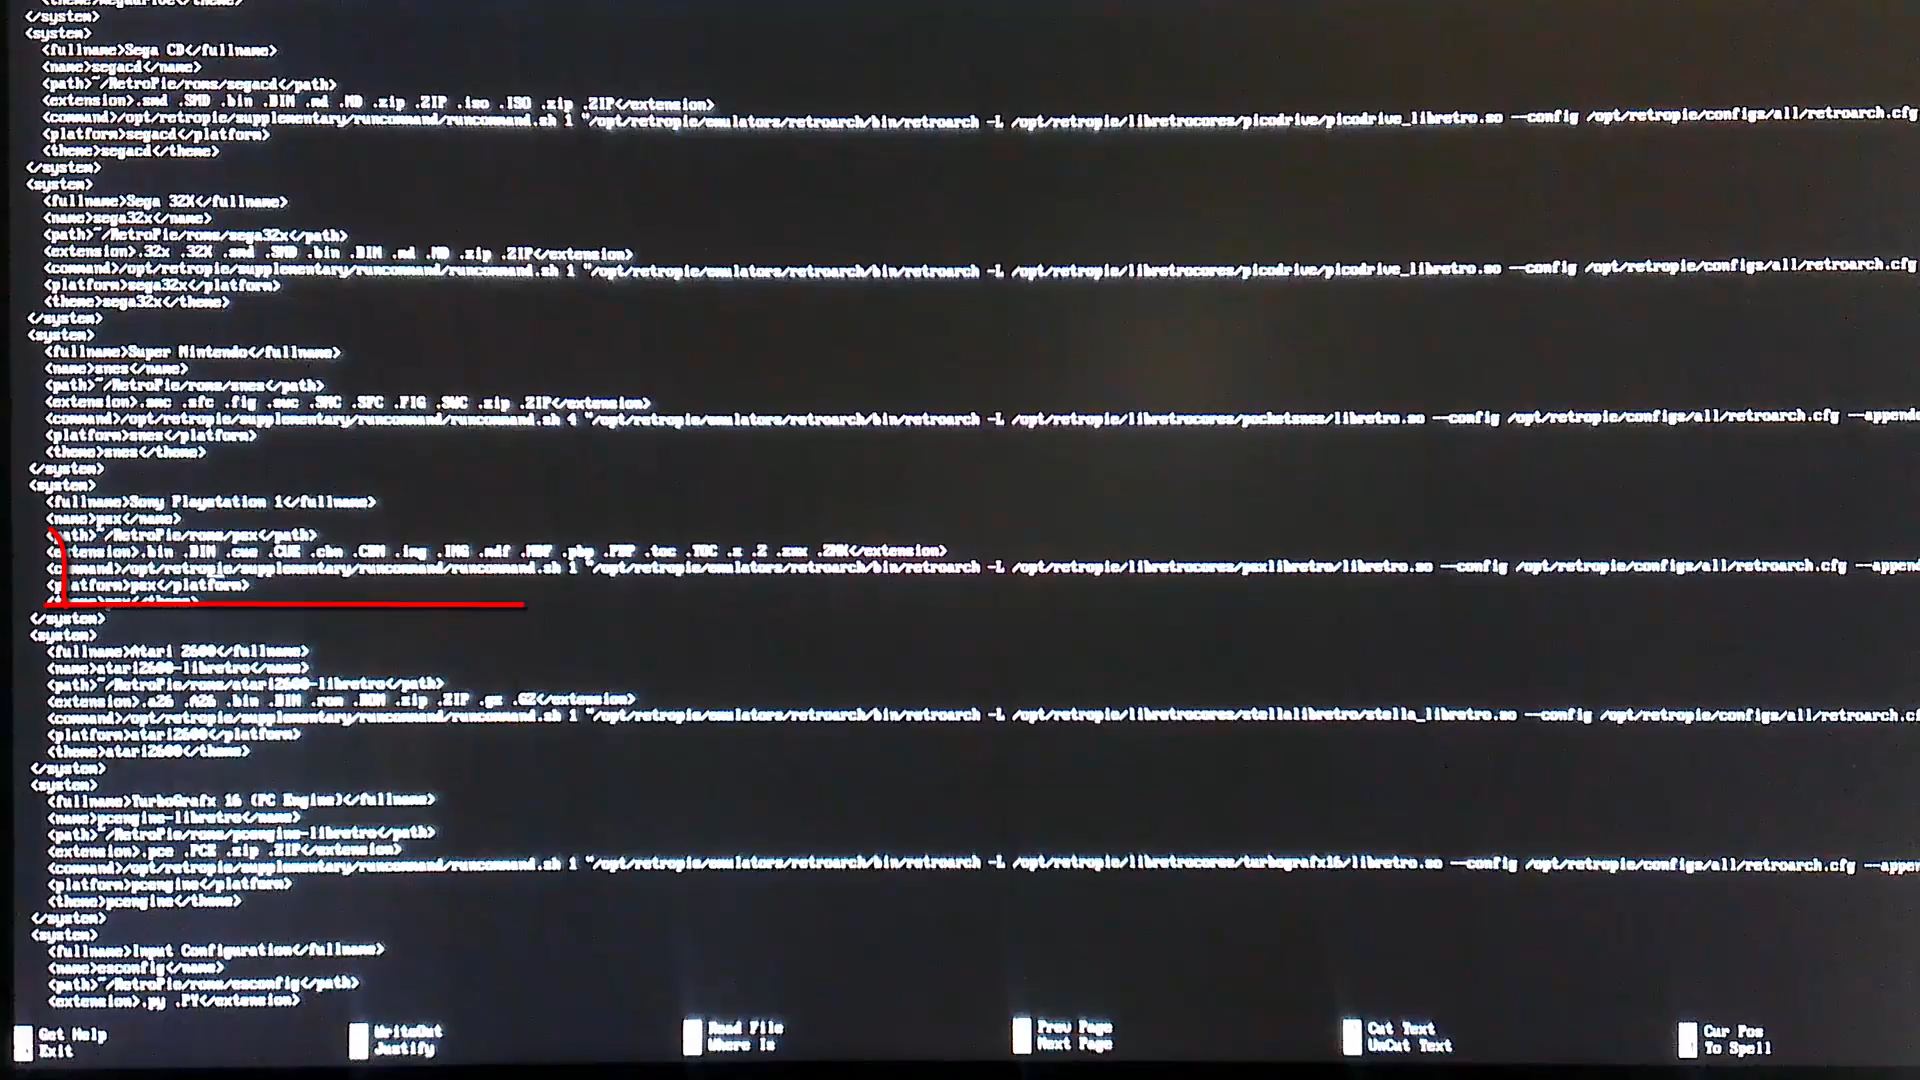 </system>
<system>
<fullname>Sega CD</fullname>
<name>segacd</name>
<path>~/RetroPie/roms/segacd</path>
<extension>.smd .SMD .bin .BIN .md .MD .zip .ZIP .iso .ISO .zip .ZIP</extension>
<command>/opt/retropie/supplementary/runcommand/runcommand.sh 1 "/opt/retropie/emulators/retroarch/bin/retroarch -L /opt/retropie/libretrocores/picodrive/picodrive_libretro.so --config /opt/retropie/configs/all/retroarch.cfg
<platform>segacd</platform>
<theme>segacd</theme>
</system>
<system>
<fullname>Sega 32X</fullname>
<name>sega32x</name>
<path>~/RetroPie/roms/sega32x</path>
<extension>.32x .32X .smd .SMD .bin .BIN .md .MD .zip .ZIP</extension>
<command>/opt/retropie/supplementary/runcommand/runcommand.sh 1 "/opt/retropie/emulators/retroarch/bin/retroarch -L /opt/retropie/libretrocores/picodrive/picodrive_libretro.so --config /opt/retropie/configs/all/retroarch.cfg
<platform>sega32x</platform>
<theme>sega32x</theme>
</system>
<system>
<fullname>Super Nintendo</fullname>
<name>snes</name>
<path>~/RetroPie/roms/snes</path>
<extension>.smc .sfc .fig .swc .SMC .SFC .FIG .SWC .zip .ZIP</extension>
<command>/opt/retropie/supplementary/runcommand/runcommand.sh 4 "/opt/retropie/emulators/retroarch/bin/retroarch -L /opt/retropie/libretrocores/pocketsnes/libretro.so --config /opt/retropie/configs/all/retroarch.cfg --append
<platform>snes</platform>
<theme>snes</theme>
</system>
<system>
<fullname>Sony Playstation 1</fullname>
<name>psx</name>
<path>~/RetroPie/roms/psx</path>
<extension>.bin .BIN .cue .CUE .cbn .CBN .img .IMG .mdf .MDF .pbp .PBP .toc .TOC .z .Z .znx .ZNX</extension>
<command>/opt/retropie/supplementary/runcommand/runcommand.sh 1 "/opt/retropie/emulators/retroarch/bin/retroarch -L /opt/retropie/libretrocores/psxlibretro/libretro.so --config /opt/retropie/configs/all/retroarch.cfg --append
<platform>psx</platform>
</system>
<system>
<fullname>Atari 2600</fullname>
<name>atari2600-libretro</name>
<path>~/RetroPie/roms/atari2600-libretro</path>
<extension>.a26 .A26 .bin .BIN .rom .ROM .zip .ZIP .gz .GZ</extension>
<command>/opt/retropie/supplementary/runcommand/runcommand.sh 1 "/opt/retropie/emulators/retroarch/bin/retroarch -L /opt/retropie/libretrocores/stellalibretro/stella_libretro.so --config /opt/retropie/configs/all/retroarch.cf
<platform>atari2600</platform>
<theme>atari2600</theme>
</system>
<system>
<fullname>TurboGrafx 16 (PC Engine)</fullname>
<name>pcengine-libretro</name>
<path>~/RetroPie/roms/pcengine-libretro</path>
<extension>.pce .PCE .zip .ZIP</extension>
<command>/opt/retropie/supplementary/runcommand/runcommand.sh 1 "/opt/retropie/emulators/retroarch/bin/retroarch -L /opt/retropie/libretrocores/turbografx16/libretro.so --config /opt/retropie/configs/all/retroarch.cfg --appen
<platform>pcengine</platform>
<theme>pcengine</theme>
</system>
<system>
<fullname>Input Configuration</fullname>
<name>esconfig</name>
<path>~/RetroPie/roms/esconfig</path>
<extension>.py .PY</extension>
Get Help WriteOut Read File Prev Page Cut Text Cur Pos
Exit Justify Where Is Next Page UnCut Text To Spell